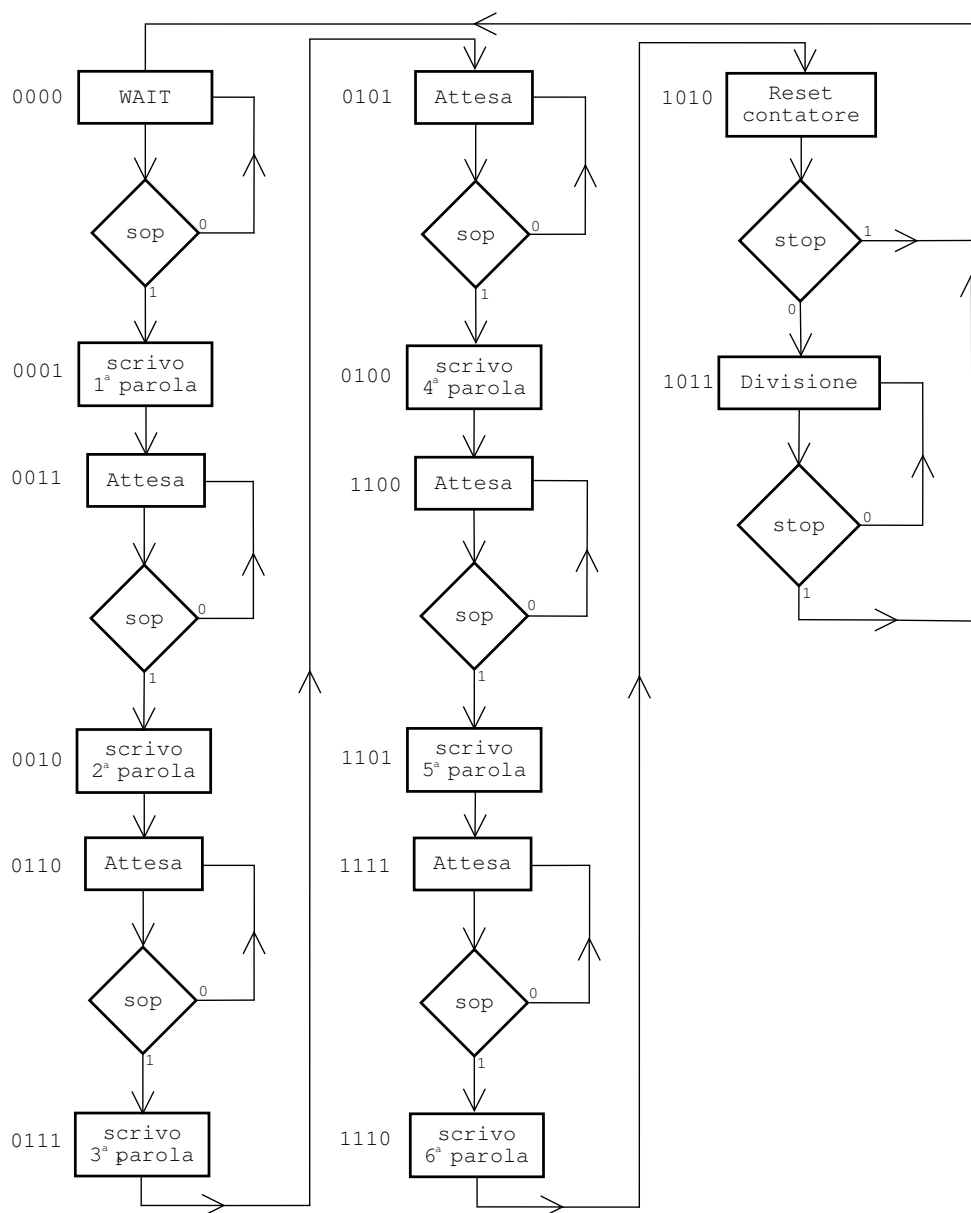 0000
WAIT
sop
0
1
0001
scrivo
1ª parola
0011
Attesa
sop
0
1
0010
scrivo
2ª parola
0110
Attesa
sop
0
1
0111
scrivo
3ª parola
0101
Attesa
sop
0
1
0100
scrivo
4ª parola
1100
Attesa
sop
0
1
1101
scrivo
5ª parola
1111
Attesa
sop
0
1
1110
scrivo
6ª parola
1010
Reset
contatore
stop
1
0
1011
Divisione
stop
0
1